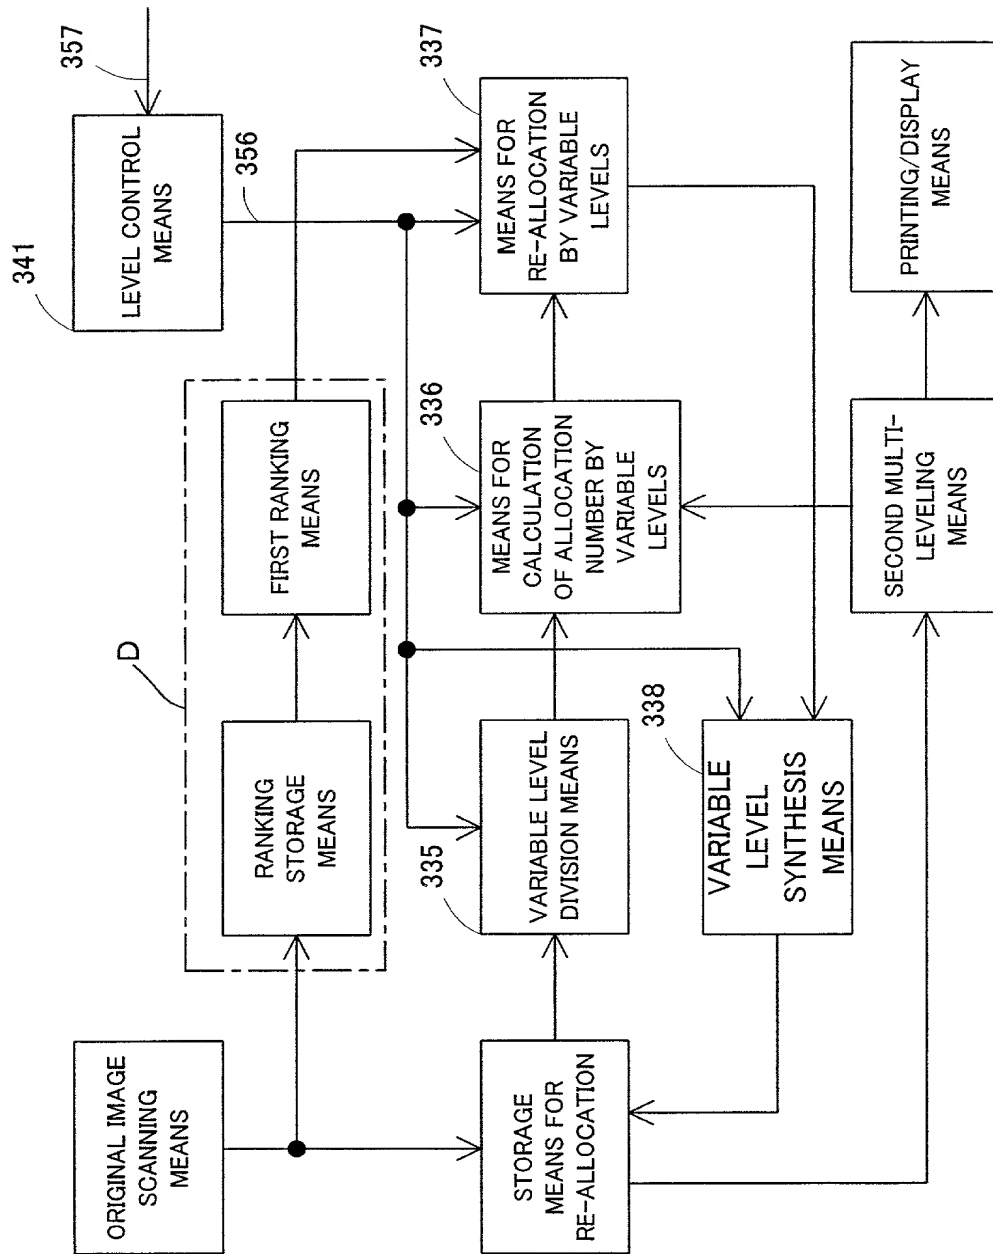 ORIGINAL IMAGE
SCANNING
MEANS
D
RANKING
STORAGE
MEANS
FIRST RANKING
MEANS
341
LEVEL CONTROL
MEANS
357
356
STORAGE
MEANS FOR
RE-ALLOCATION
335
VARIABLE LEVEL
DIVISION MEANS
336
MEANS FOR
CALCULATION
OF ALLOCATION
NUMBER BY
VARIABLE
LEVELS
337
MEANS FOR
RE-ALLOCATION
BY VARIABLE
LEVELS
338
VARIABLE
LEVEL
SYNTHESIS
MEANS
SECOND MULTI-
LEVELING
MEANS
PRINTING/DISPLAY
MEANS